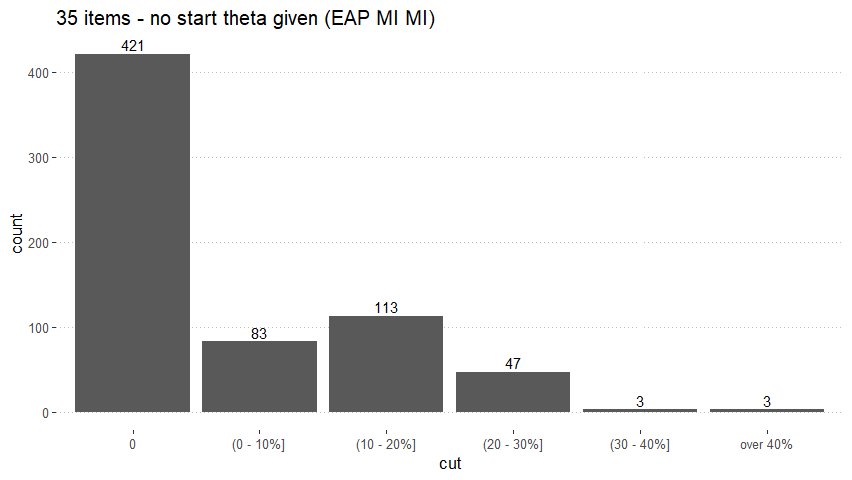 35 items - no start theta given (EAP MI MI)
421
400
300
count
200
113
100
83
47
3
3
0
0
(0 - 10%]
(10 - 20%]
(20 - 30%]
(30 - 40%]
over 40%
cut